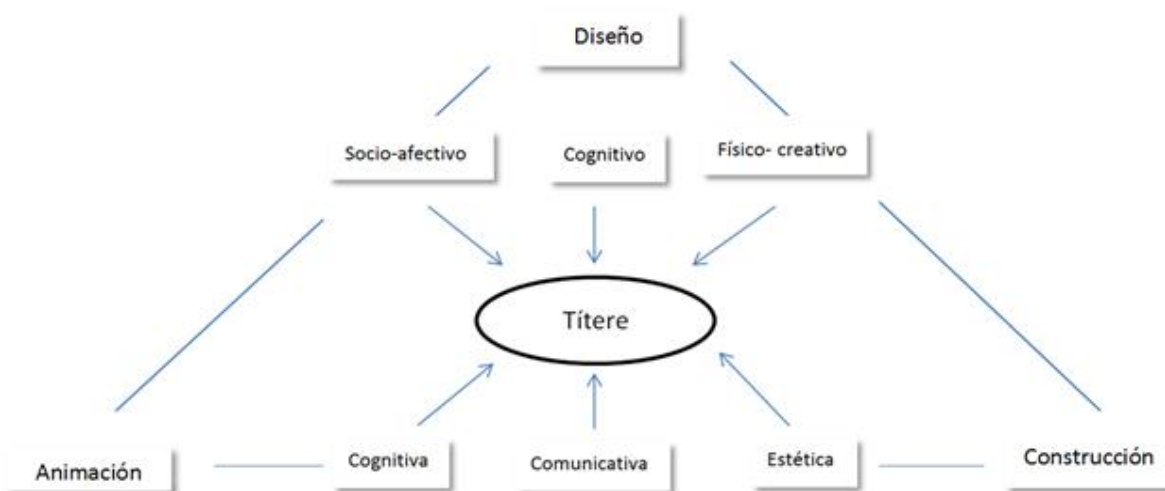 Diseño
Socio-afectivo
Cognitivo
Físico- creativo
Títere
Animación
Cognitiva
Comunicativa
Estética
Construcción